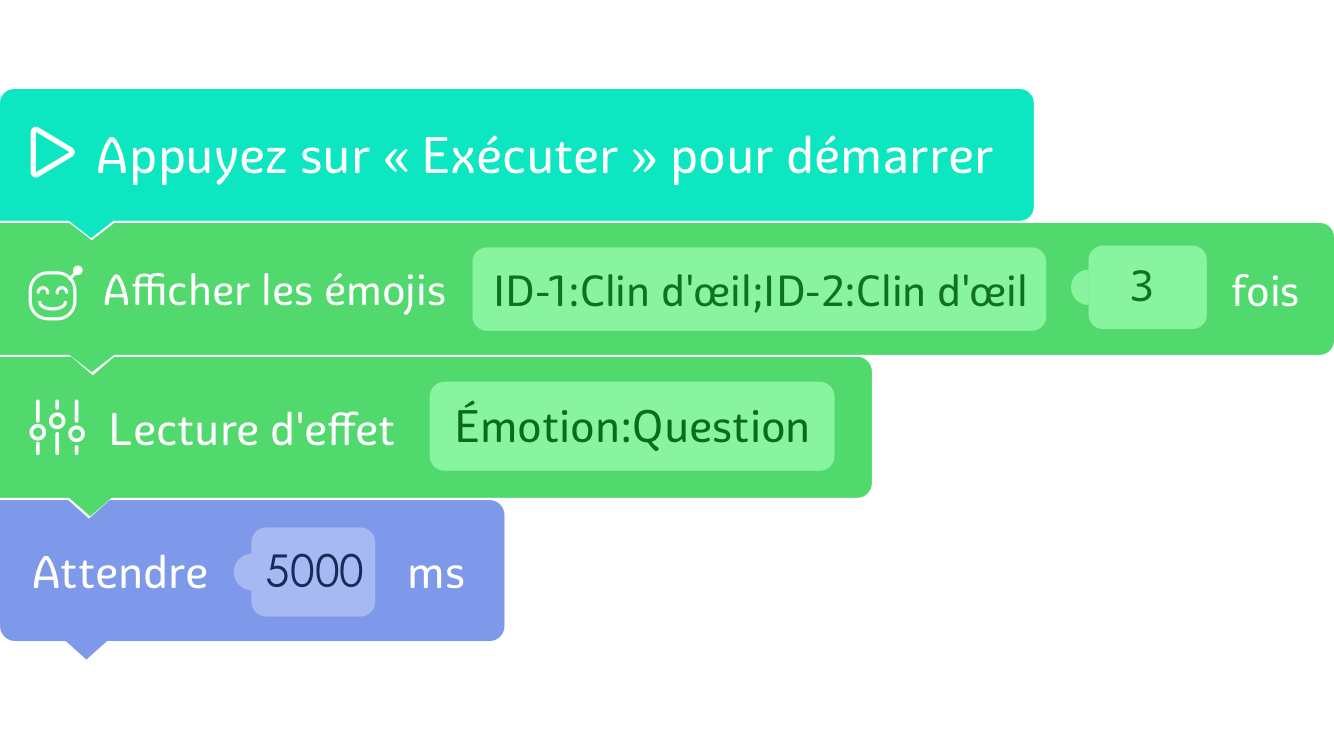 Appuyez sur « Exécuter » pour démarrer
Afficher les émojis ID-1:Clin d'œil;ID-2:Clin d'œil 3 fois
Lecture d'effet Émotion:Question
Attendre 5000 ms